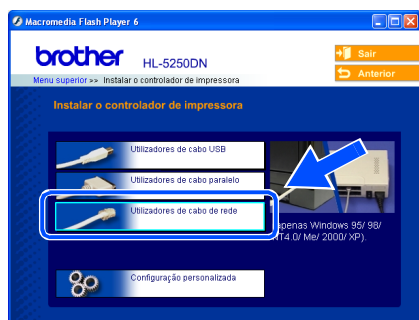 Macromedia Flash Player 6
brother
HL-5250DN
Sair
Anterior
Menu superior >> Instalar o controlador de impressora
Instalar o controlador de impressora
Utilizadores de cabo USB
Utilizadores de cabo paralelo
Utilizadores de cabo de rede
penas Windows 95/ 98/
NT4.0/ Me/ 2000/ XP).
Configuração personalizada